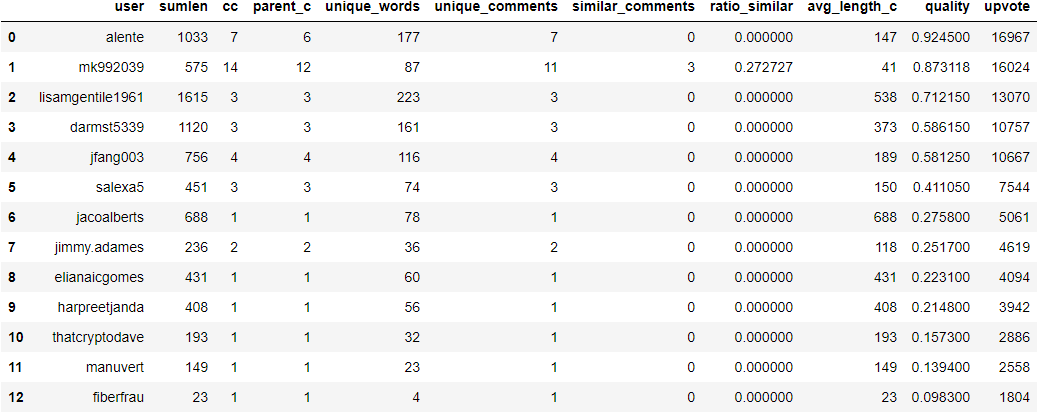 user sumlen cc parent_c unique_words unique_comments similar_comments ratio_similar avg_length_c quality upvote
0 alente 1033 7 6 177 7 0 0.000000 147 0.924500 16967
1 mk992039 575 14 12 87 11 3 0.272727 41 0.873118 16024
2 lisamgentile1961 1615 3 3 223 3 0 0.000000 538 0.712150 13070
3 darmst5339 1120 3 3 161 3 0 0.000000 373 0.586150 10757
4 jfang003 756 4 4 116 4 0 0.000000 189 0.581250 10667
5 salexa5 451 3 3 74 3 0 0.000000 150 0.411050 7544
6 jacoalberts 688 1 1 78 1 0 0.000000 688 0.275800 5061
7 jimmy.adames 236 2 2 36 2 0 0.000000 118 0.251700 4619
8 elianaicgomes 431 1 1 60 1 0 0.000000 431 0.223100 4094
9 harpreetjanda 408 1 1 56 1 0 0.000000 408 0.214800 3942
10 thatcryptodave 193 1 1 32 1 0 0.000000 193 0.157300 2886
11 manuvert 149 1 1 23 1 0 0.000000 149 0.139400 2558
12 fiberfrau 23 1 1 4 1 0 0.000000 23 0.098300 1804